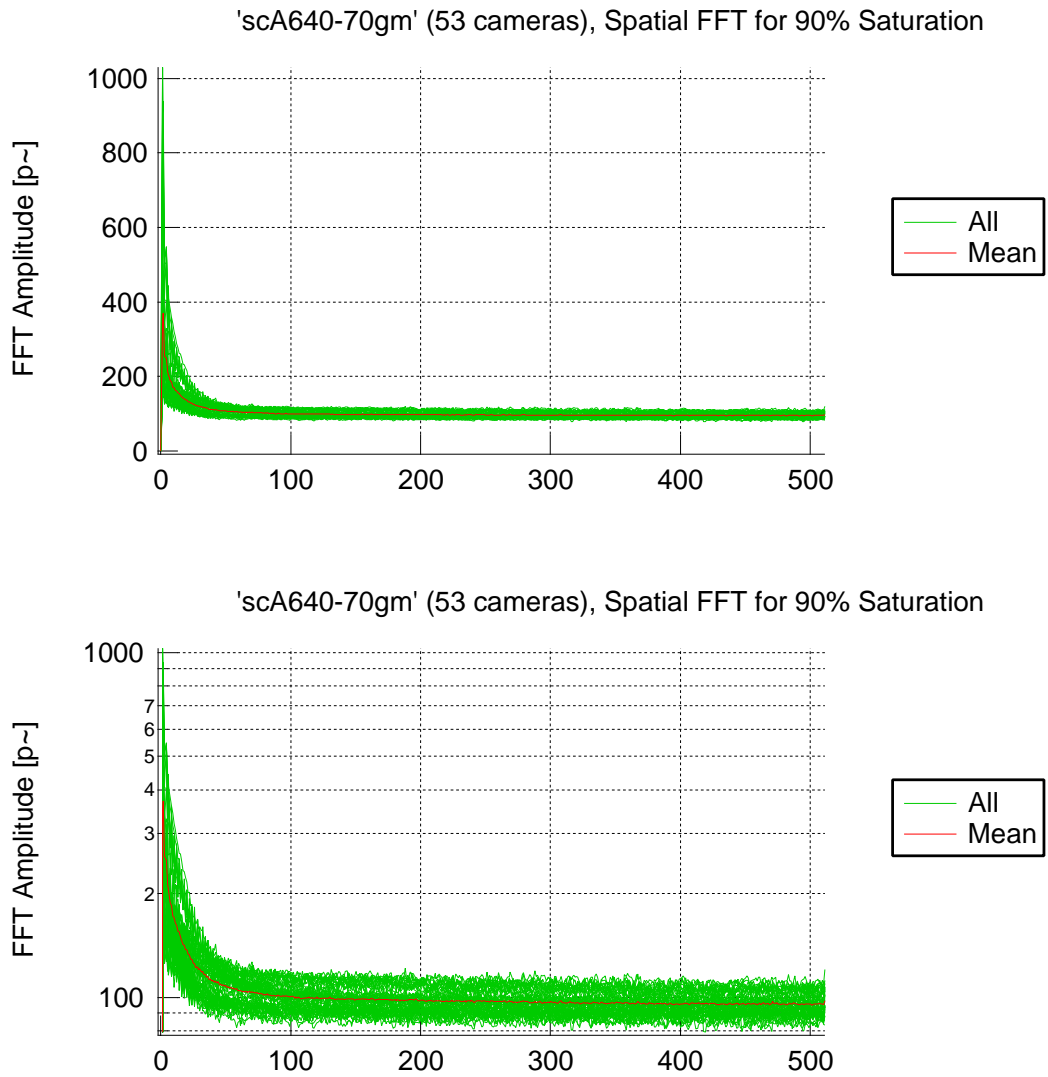 'scA640-70gm' (53 cameras), Spatial FFT for 90% Saturation
FFT Amplitude [p~]
1000
800
600
400
200
0
0 100 200 300 400 500
All
Mean
'scA640-70gm' (53 cameras), Spatial FFT for 90% Saturation
FFT Amplitude [p~]
1000
7
6
5
4
3
2
100
0 100 200 300 400 500
All
Mean